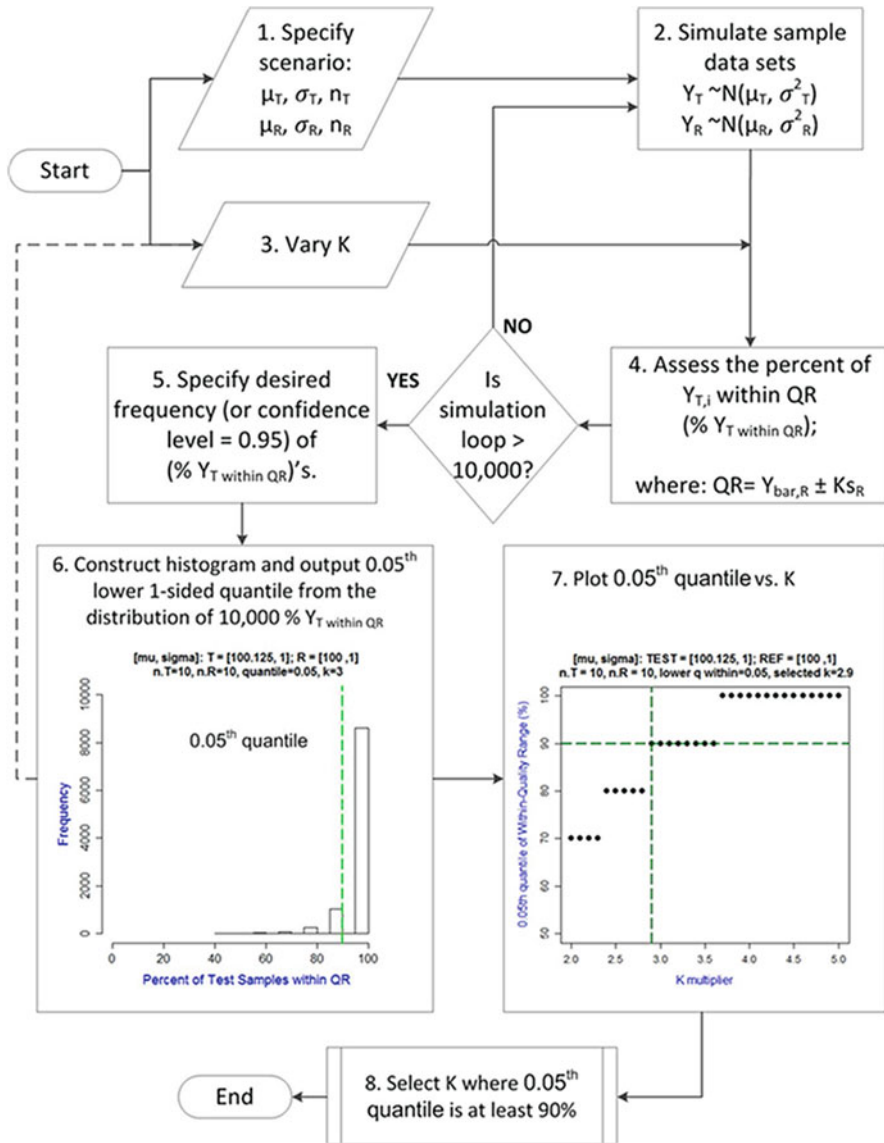 Start
1. Specify
scenario:
μT, σT, nT
μR, σR, nR
2. Simulate sample
data sets
YT ~N(μT, σ²T)
YR ~N(μR, σ²R)
3. Vary K
4. Assess the percent of
YT,i within QR
(% YT within QR);
where: QR= Ybar,R ± KsR
NO
Is
simulation
loop >
10,000?
YES
5. Specify desired
frequency (or confidence
level = 0.95) of
(% YT within QR)'s.
6. Construct histogram and output 0.05th
lower 1-sided quantile from the
distribution of 10,000 % YT within QR
[mu, sigma]: T = [100.125, 1]; R = [100 ,1]
n.T=10, n.R=10, quantile=0.05, k=3
0.05th quantile
Frequency
10000
8000
6000
4000
2000
0
0 20 40 60 80 100
Percent of Test Samples within QR
7. Plot 0.05th quantile vs. K
[mu, sigma]: TEST = [100.125, 1]; REF = [100 ,1]
n.T = 10, n.R = 10, lower q within=0.05, selected k=2.9
0.05th quantile of Within-Quality Range (%)
100
90
80
70
60
50
2.0 2.5 3.0 3.5 4.0 4.5 5.0
K multiplier
8. Select K where 0.05th
quantile is at least 90%
End